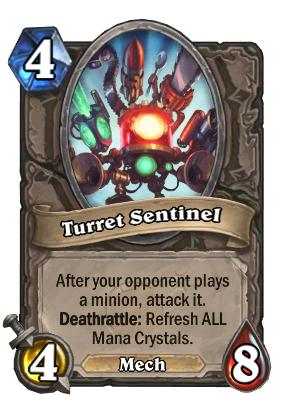 4
Turret Sentinel
After your opponent plays
a minion, attack it.
Deathrattle: Refresh ALL
Mana Crystals.
4
Mech
8